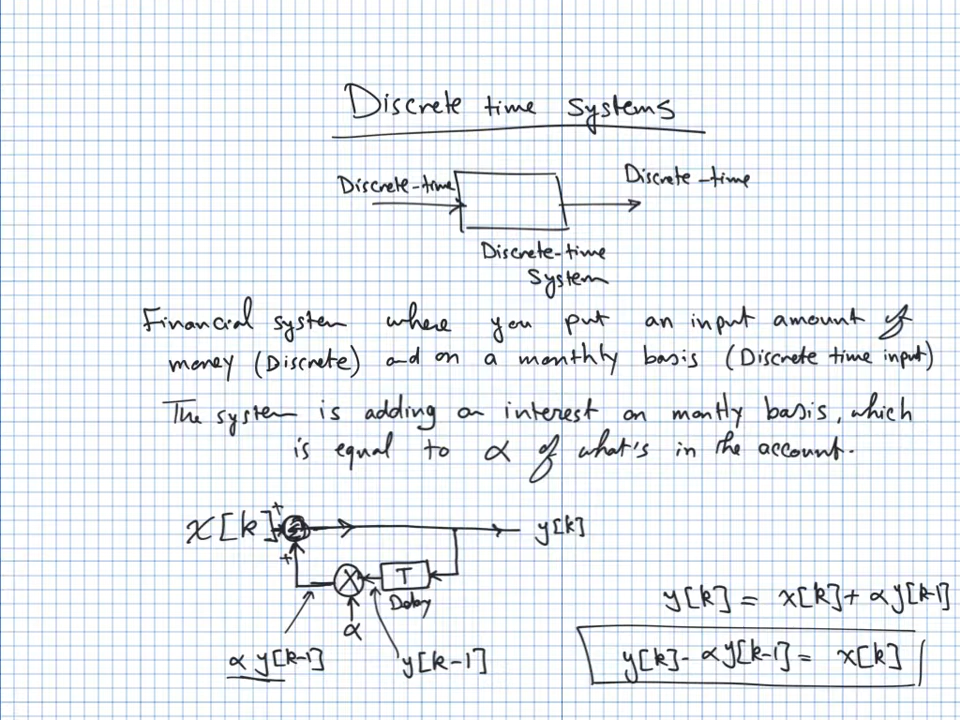 Discrete time systems
Discrete-time
Discrete-time
Discrete-time
System
Financial system where you put an input amount of
money (Discrete) and on a monthly basis (Discrete time input)
The system is adding an interest on montly basis, which
is equal to α of what's in the account.
x[k] + Σ y[k]
+ X T
Delay
α
α y[k-1] y[k-1]
y[k] = x[k] + αy[k-1]
y[k] - αy[k-1] = x[k]